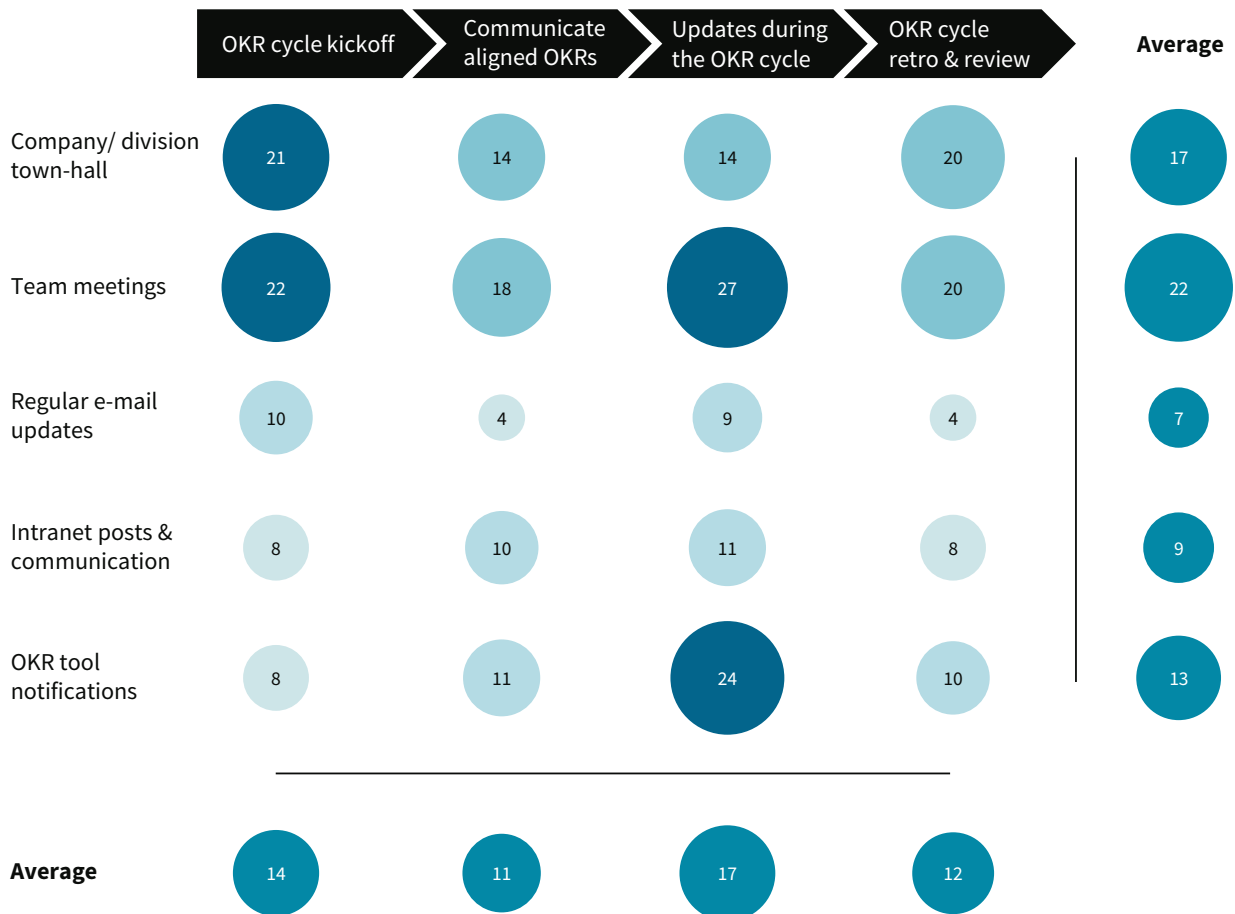 OKR cycle kickoff
Communicate
aligned OKRs
Updates during
the OKR cycle
OKR cycle
retro & review
Average
Company/ division
town-hall
21
14
14
20
17
Team meetings
22
18
27
20
22
Regular e-mail
updates
10
4
9
4
7
Intranet posts &
communication
8
10
11
8
9
OKR tool
notifications
8
11
24
10
13
Average
14
11
17
12